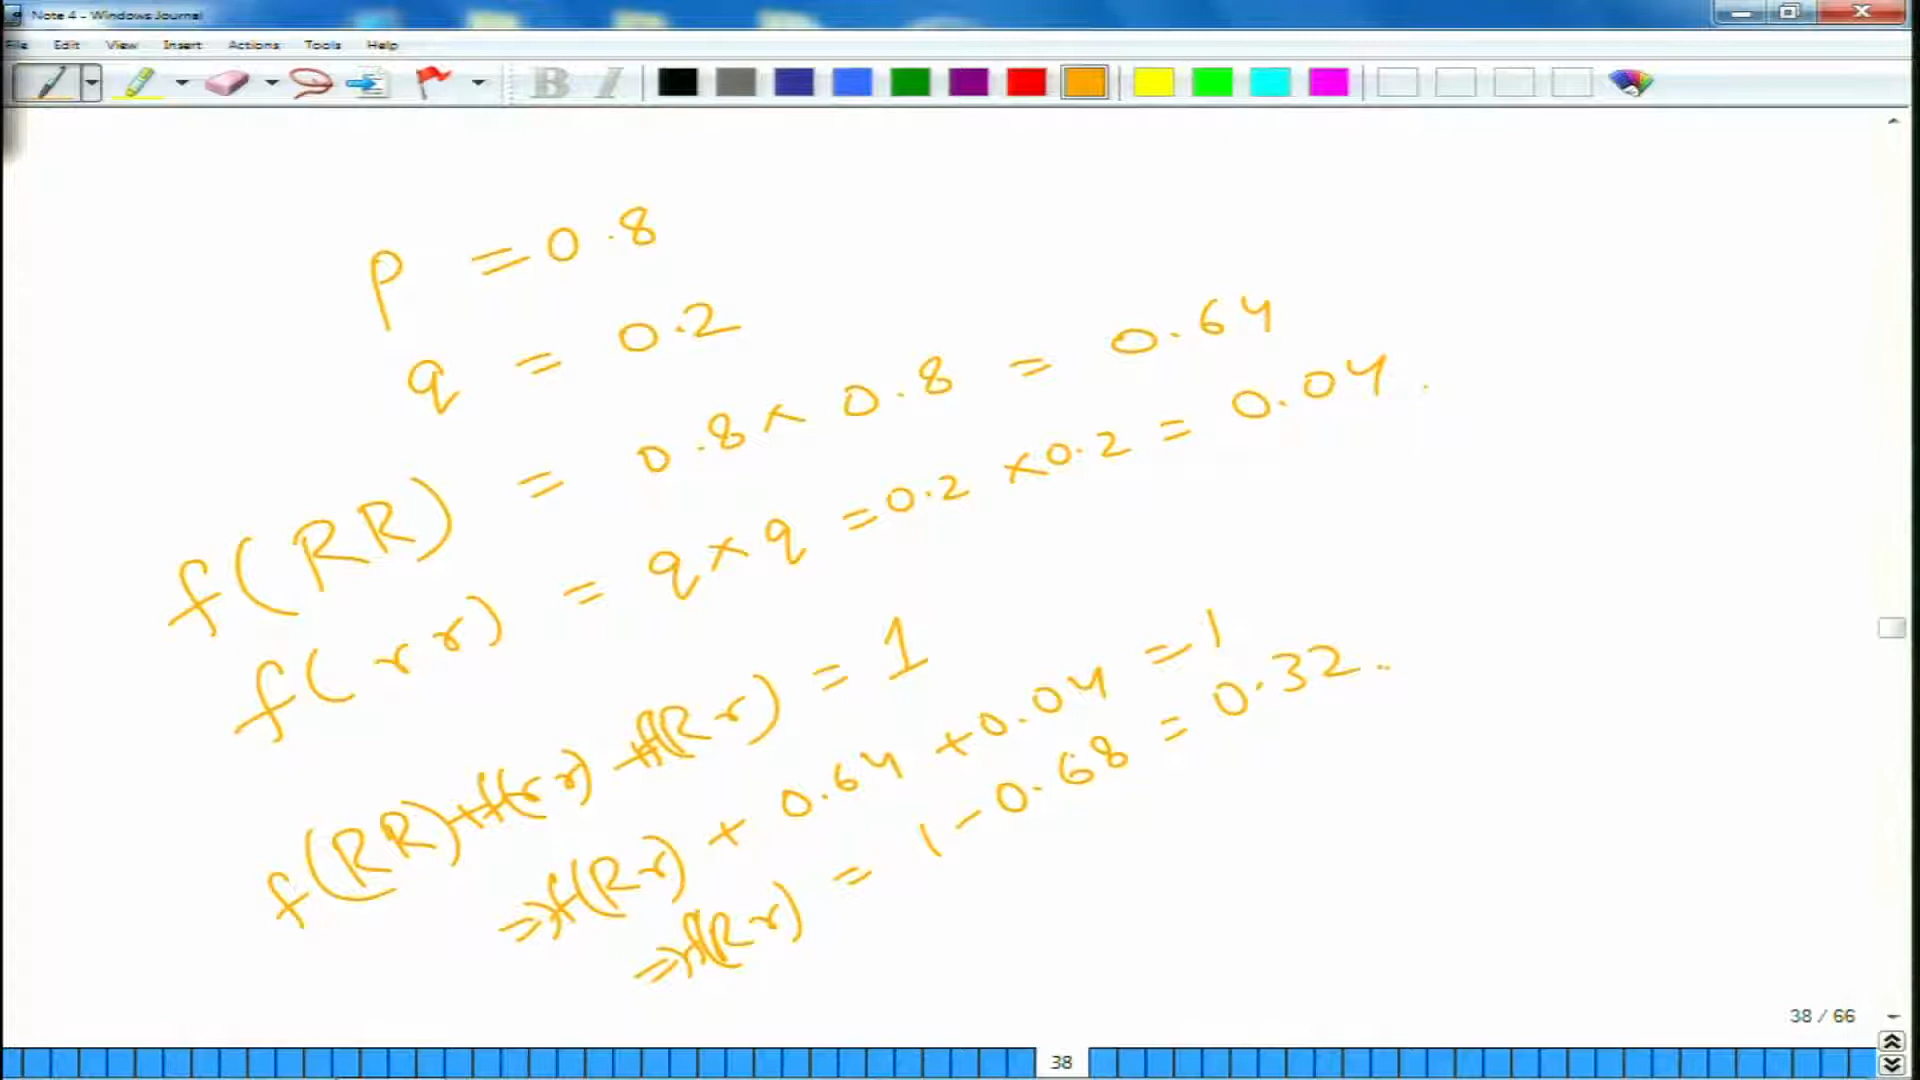 Note 4 - Windows Journal
File Edit View Insert Actions Tools Help
B I
p = 0.8
q = 0.2
f(RR) = 0.8 × 0.8 = 0.64
f(rr) = q × q = 0.2 × 0.2 = 0.04.
f(RR) + f(rr) + f(Rr) = 1
⇒ f(Rr) + 0.64 + 0.04 = 1
⇒ f(Rr) = 1 - 0.68 = 0.32.
38 / 66
38